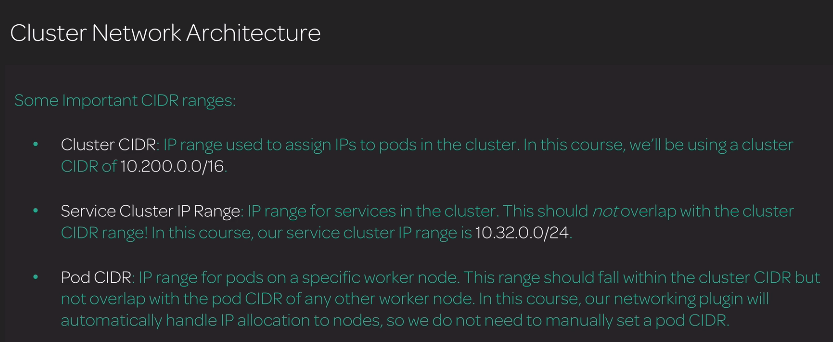 Cluster Network Architecture
Some Important CIDR ranges:
• Cluster CIDR: IP range used to assign IPs to pods in the cluster. In this course, we'll be using a cluster
CIDR of 10.200.0.0/16.
• Service Cluster IP Range: IP range for services in the cluster. This should not overlap with the cluster
CIDR range! In this course, our service cluster IP range is 10.32.0.0/24.
• Pod CIDR: IP range for pods on a specific worker node. This range should fall within the cluster CIDR but
not overlap with the pod CIDR of any other worker node. In this course, our networking plugin will
automatically handle IP allocation to nodes, so we do not need to manually set a pod CIDR.